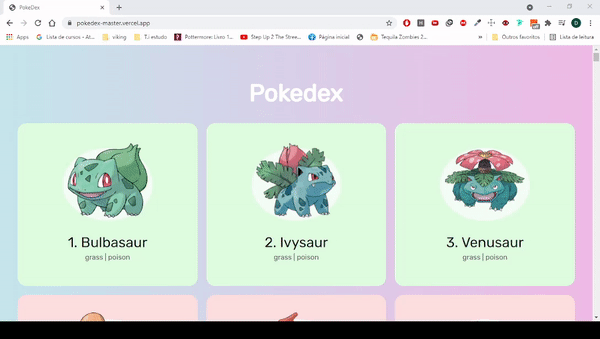 PokeDex
pokedex-master.vercel.app
Apps
Lista de cursos - At...
viking
T.I estudo
Pottermore: Livro 1...
Step Up 2 The Stree...
Página inicial
Tequila Zombies 2...
»
Outros favoritos
Lista de leitura
Pokedex
1. Bulbasaur
2. Ivysaur
3. Venusaur
grass | poison
grass | poison
grass | poison